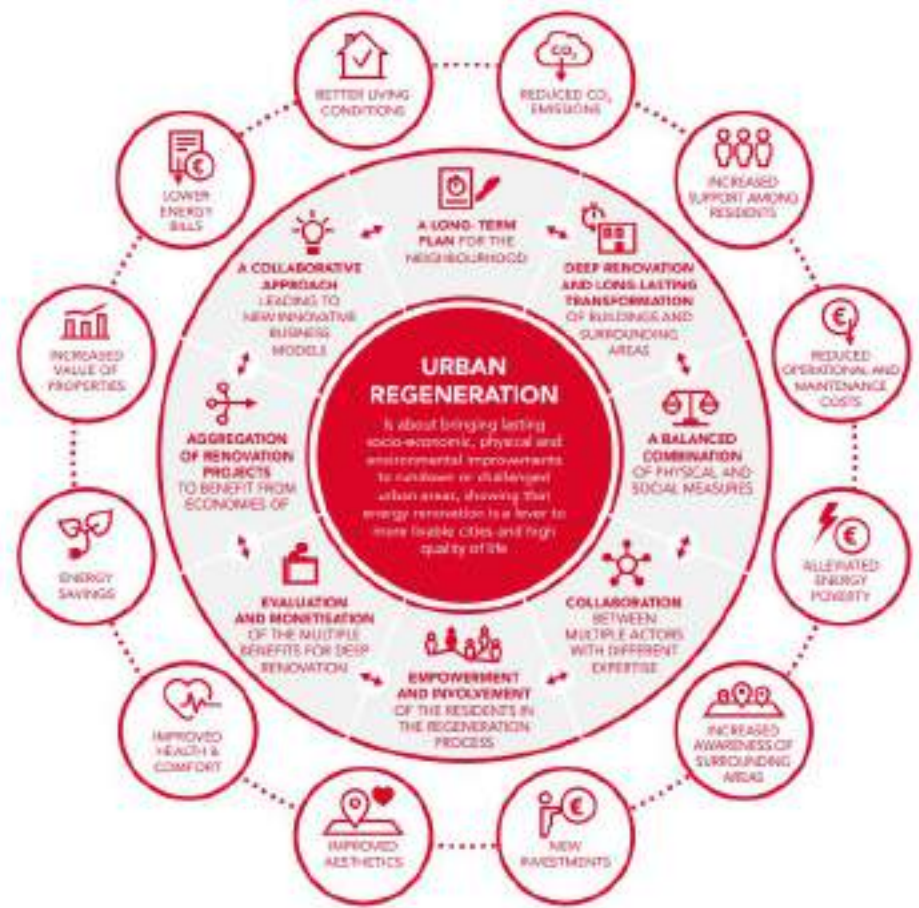 URBAN
REGENERATION
Is about bringing lasting
socio-economic, physical and
environmental improvements
to rundown or challenged
urban areas, showing that
energy renovation is a lever to
more livable cities and high
quality of life
A LONG- TERM
PLAN FOR THE
NEIGHBOURHOOD
DEEP RENOVATION
AND LONG-LASTING
TRANSFORMATION
OF BUILDINGS AND
SURROUNDING
AREAS
A BALANCED
COMBINATION
OF PHYSICAL AND
SOCIAL MEASURES
COLLABORATION
BETWEEN
MULTIPLE ACTORS
WITH DIFFERENT
EXPERTISE
EMPOWERMENT
AND INVOLVEMENT
OF THE RESIDENTS IN
THE REGENERATION
PROCESS
EVALUATION
AND MONETISATION
OF THE MULTIPLE
BENEFITS FOR DEEP
RENOVATION
AGGREGATION
OF RENOVATION
PROJECTS
TO BENEFIT FROM
ECONOMIES OF
A COLLABORATIVE
APPROACH
LEADING TO
NEW INNOVATIVE
BUSINESS
MODELS
BETTER LIVING
CONDITIONS
CO₂
REDUCED CO₂
EMISSIONS
INCREASED
SUPPORT AMONG
RESIDENTS
€
REDUCED
OPERATIONAL AND
MAINTENANCE
COSTS
€
ALLEVIATED
ENERGY
POVERTY
INCREASED
AWARENESS OF
SURROUNDING
AREAS
€
NEW
INVESTMENTS
IMPROVED
AESTHETICS
IMPROVED
HEALTH &
COMFORT
ENERGY
SAVINGS
INCREASED
VALUE OF
PROPERTIES
€
LOWER
ENERGY
BILLS